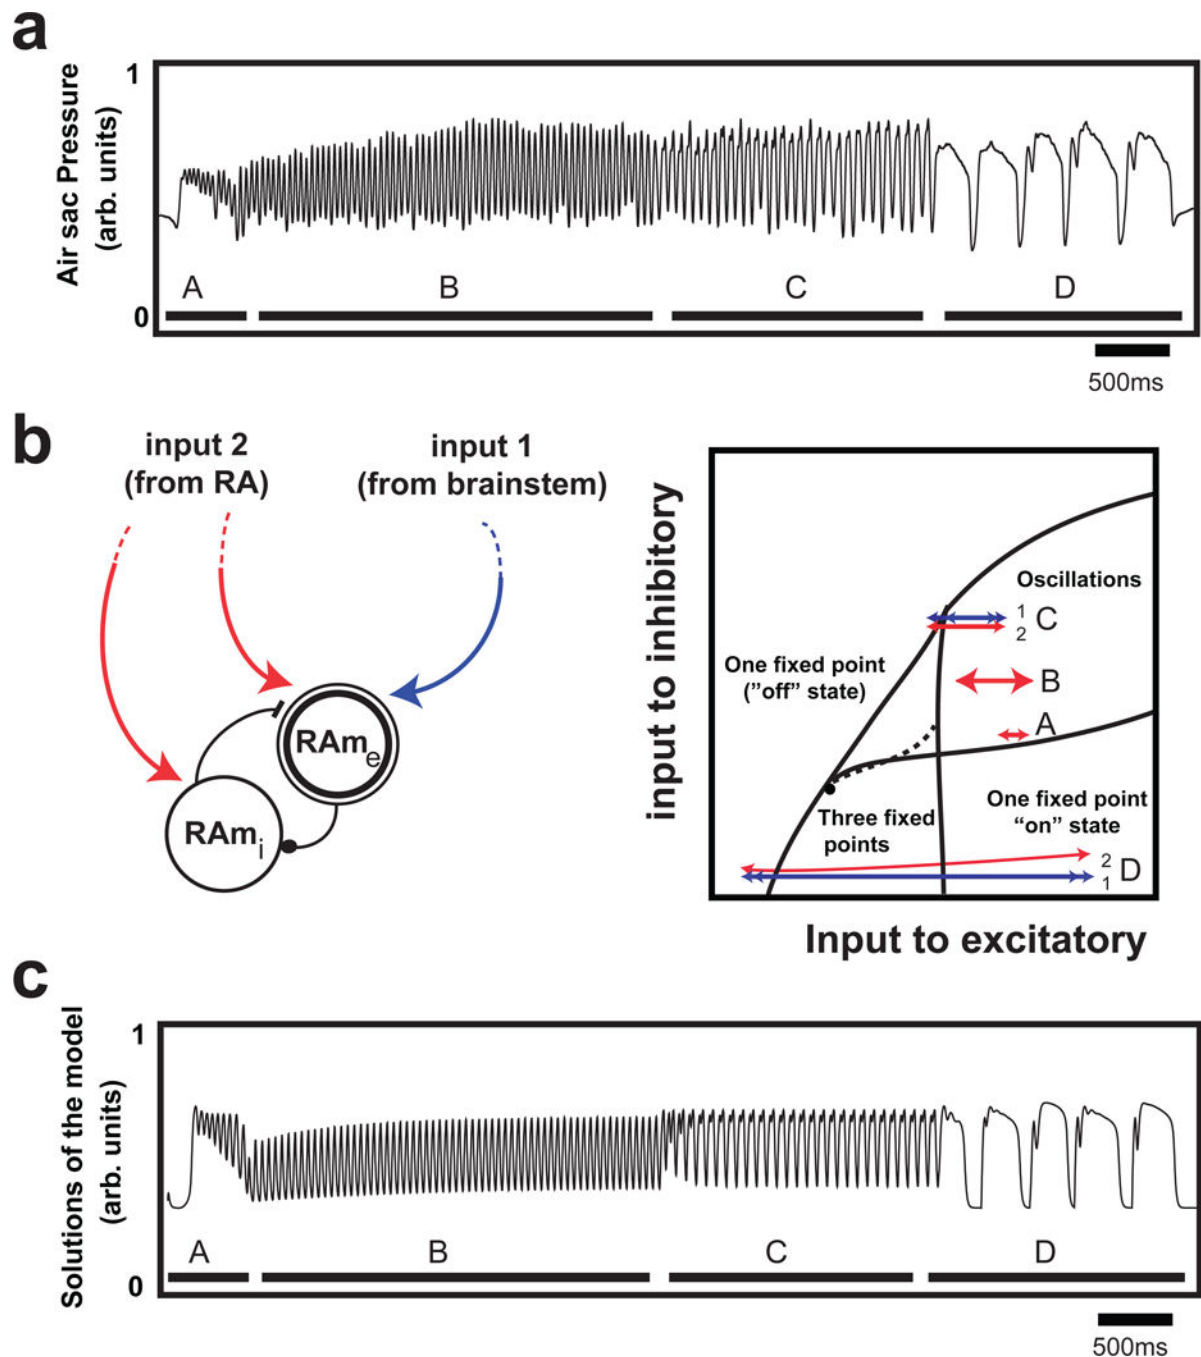 a
Air sac Pressure
(arb. units)
1
0
A
B
C
D
500ms
b
input 2
(from RA)
input 1
(from brainstem)
RAme
RAmi
input to inhibitory
Oscillations
1
2 C
One fixed point
("off" state)
B
A
Three fixed
points
One fixed point
“on” state
2
1 D
Input to excitatory
c
Solutions of the model
(arb. units)
1
0
A
B
C
D
500ms